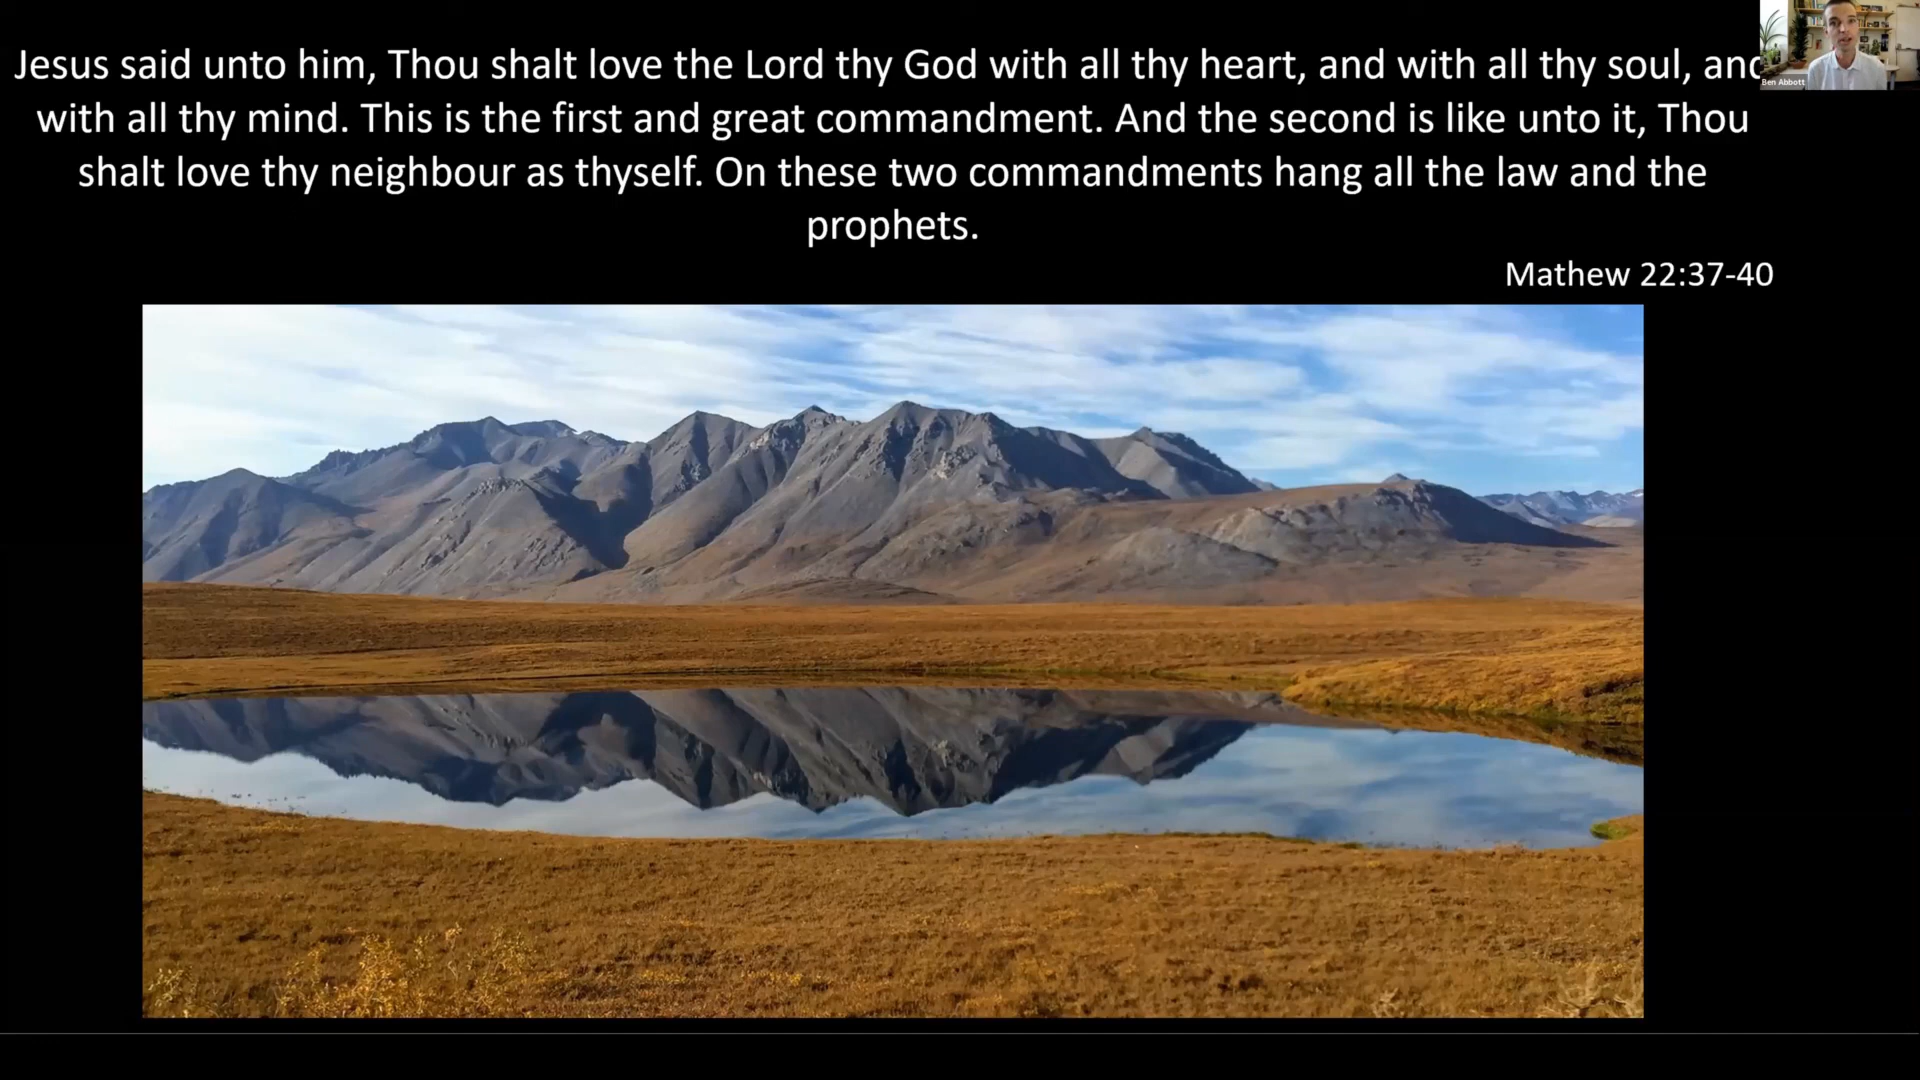 Jesus said unto him, Thou shalt love the Lord thy God with all thy heart, and with all thy soul, and
with all thy mind. This is the first and great commandment. And the second is like unto it, Thou
shalt love thy neighbour as thyself. On these two commandments hang all the law and the
prophets.
Mathew 22:37-40
Ben Abbott